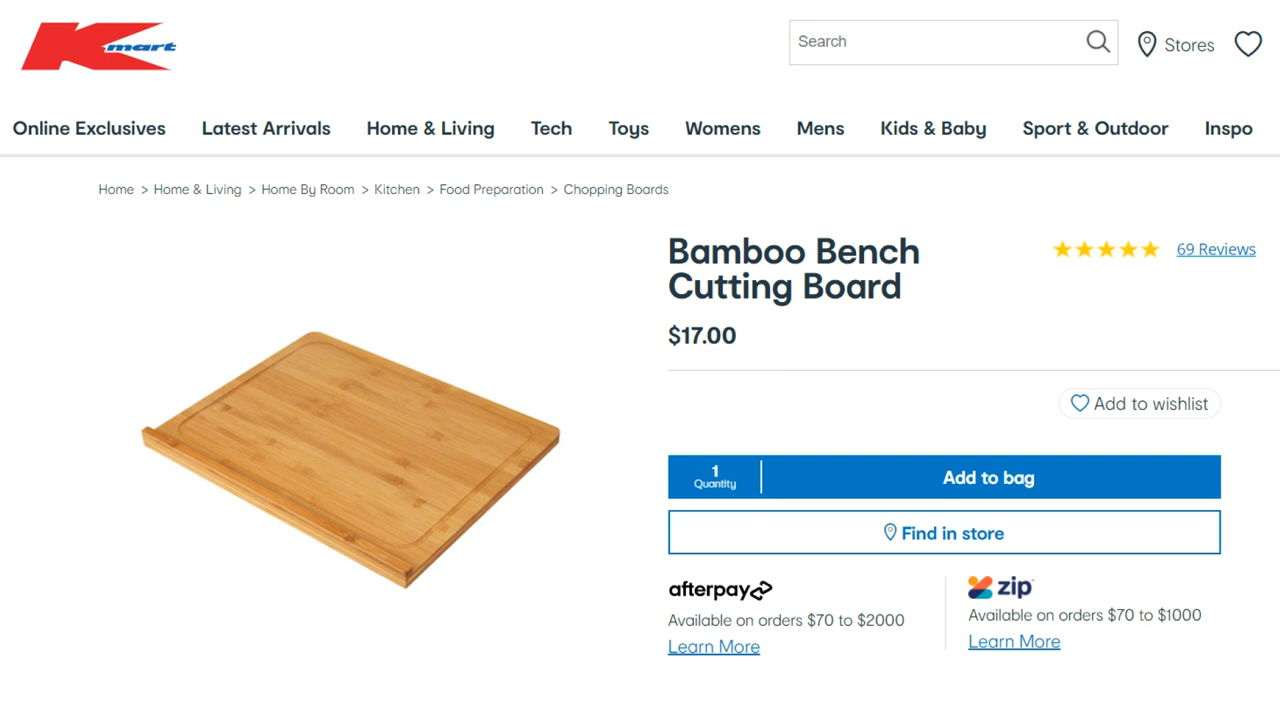 Kmart
Search
Stores
Online Exclusives Latest Arrivals Home & Living Tech Toys Womens Mens Kids & Baby Sport & Outdoor Inspo
Home > Home & Living > Home By Room > Kitchen > Food Preparation > Chopping Boards
Bamboo Bench
Cutting Board
69 Reviews
$17.00
Add to wishlist
1
Quantity
Add to bag
Find in store
afterpay
Available on orders $70 to $2000
Learn More
zip
Available on orders $70 to $1000
Learn More